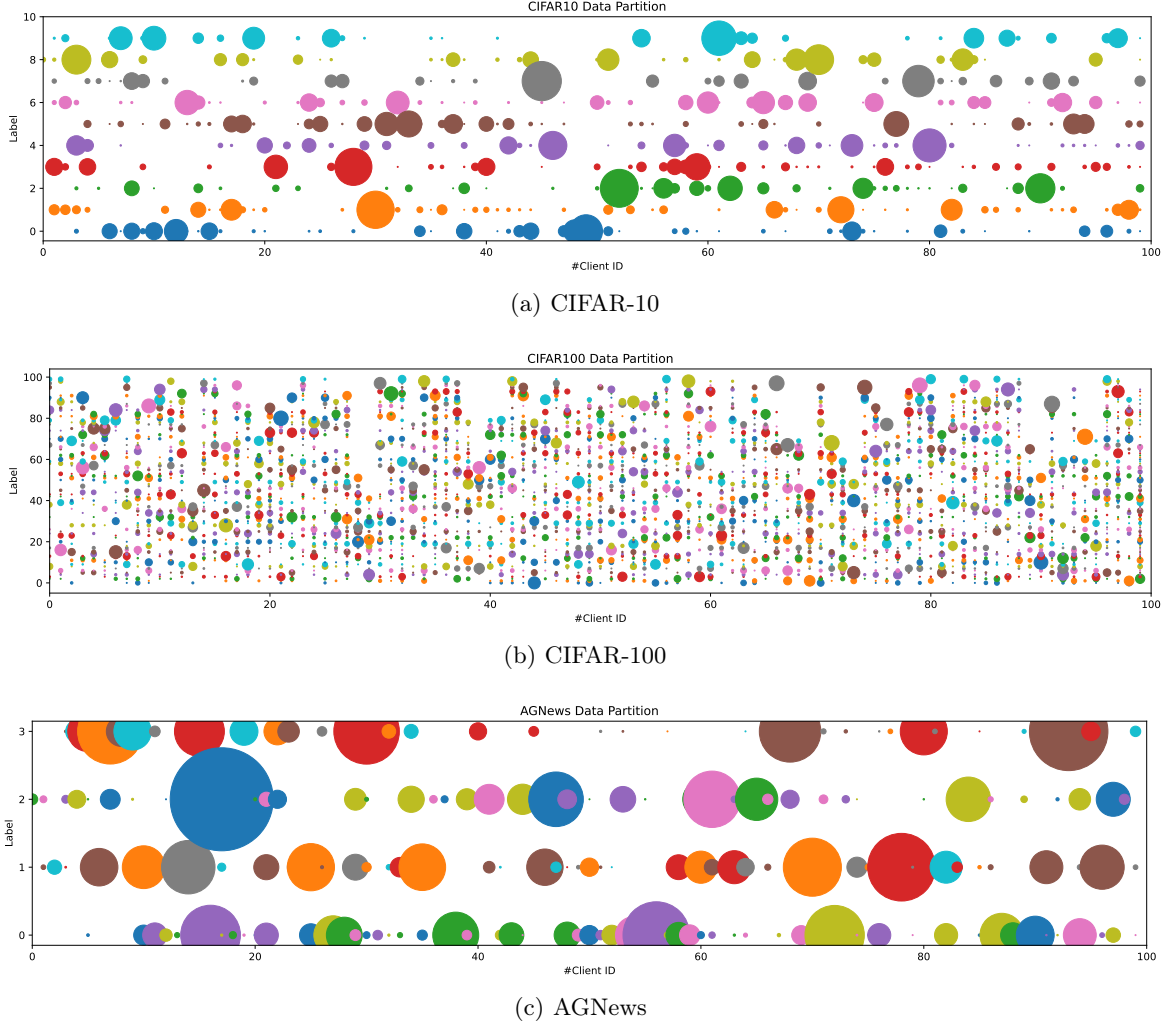 CIFAR10 Data Partition
10
8
6
4
2
0
Label
0 20 40 60 80 100
#Client ID
(a) CIFAR-10
CIFAR100 Data Partition
100
80
60
40
20
0
Label
0 20 40 60 80 100
#Client ID
(b) CIFAR-100
AGNews Data Partition
3
2
1
0
Label
0 20 40 60 80 100
#Client ID
(c) AGNews